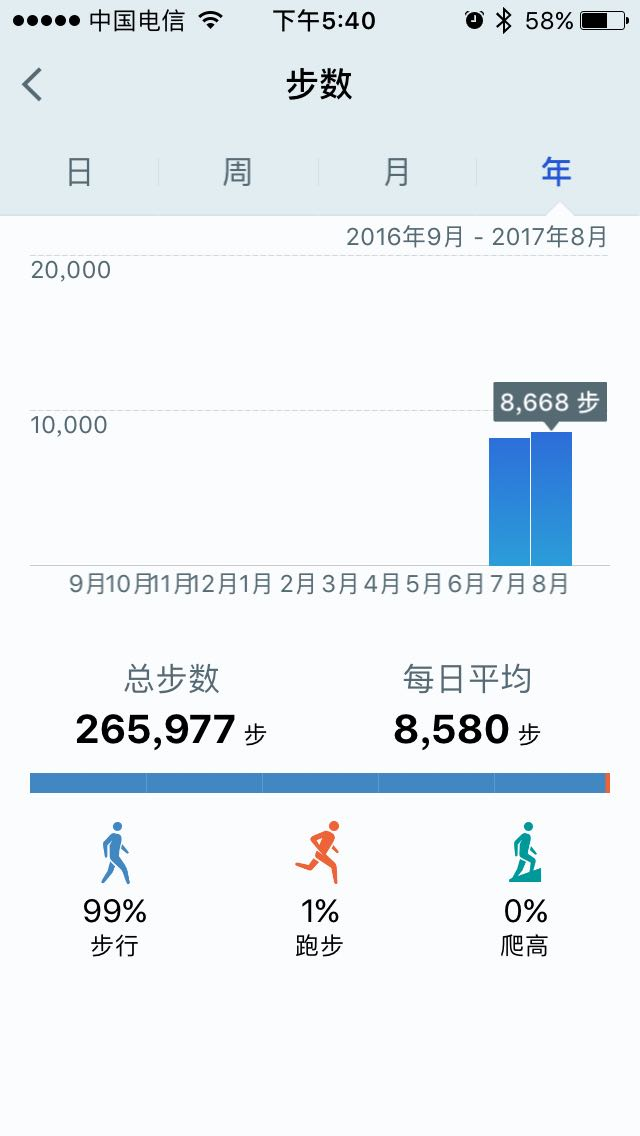 中国电信 下午5:40 58%
步数
日 周 月 年
2016年9月 - 2017年8月
20,000
8,668 步
10,000
9月 10月 11月 12月 1月 2月 3月 4月 5月 6月 7月 8月
总步数 每日平均
265,977 步 8,580 步
99% 1% 0%
步行 跑步 爬高